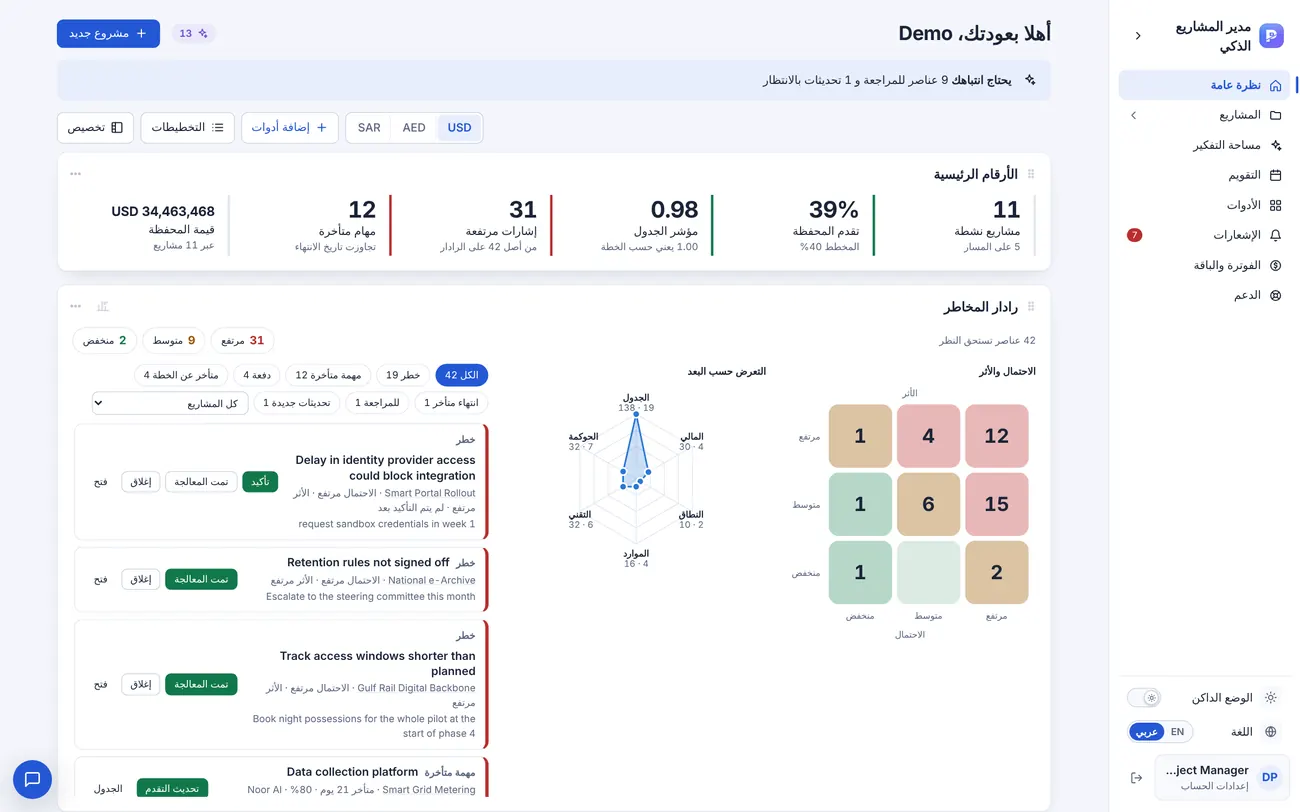 مدير المشاريع
الذكي
نظرة عامة
المشاريع
مساحة التفكير
التقويم
الأدوات
الإشعارات
7
الفوترة والباقة
الدعم
الوضع الداكن
اللغة
EN
عربي
DP
...ject Manager
إعدادات الحساب
أهلا بعودتك، Demo
13
+ مشروع جديد
يحتاج انتباهك 9 عناصر للمراجعة و 1 تحديثات بالانتظار
USD
AED
SAR
+ إضافة أدوات
التخطيطات
تخصيص
الأرقام الرئيسية
11
مشاريع نشطة
5 على المسار
39%
تقدم المحفظة
المخطط 40%
0.98
مؤشر الجدول
1.00 يعني حسب الخطة
31
إشارات مرتفعة
من أصل 42 على الرادار
12
مهام متأخرة
تجاوزت تاريخ الانتهاء
USD 34,463,468
قيمة المحفظة
عبر 11 مشاريع
رادار المخاطر
42 عناصر تستحق النظر
31 مرتفع
9 متوسط
2 منخفض
الاحتمال والأثر
الأثر
مرتفع
12
4
1
متوسط
15
6
1
منخفض
2
1
مرتفع
متوسط
منخفض
الاحتمال
التعرض حسب البعد
الجدول
19 · 138
المالي
4 · 30
النطاق
2 · 10
الموارد
4 · 16
التقني
6 · 32
الحوكمة
7 · 32
الكل 42
خطر 19
مهمة متأخرة 12
دفعة 4
متأخر عن الخطة 4
انتهاء متأخر 1
للمراجعة 1
تحديثات جديدة 1
كل المشاريع
خطر
Delay in identity provider access
could block integration
Smart Portal Rollout · الاحتمال مرتفع · الأثر
مرتفع · لم يتم التأكيد بعد
request sandbox credentials in week 1
تأكيد
تمت المعالجة
إغلاق
فتح
خطر Retention rules not signed off
National e-Archive · الاحتمال مرتفع · الأثر مرتفع
Escalate to the steering committee this month
تمت المعالجة
إغلاق
فتح
خطر
Track access windows shorter than
planned
Gulf Rail Digital Backbone · الاحتمال مرتفع · الأثر
مرتفع
Book night possessions for the whole pilot at the
start of phase 4
تمت المعالجة
إغلاق
فتح
مهمة متأخرة Data collection platform
Smart Grid Metering · متأخر 21 يوم · 80% · Noor Al
تحديث التقدم
الجدول